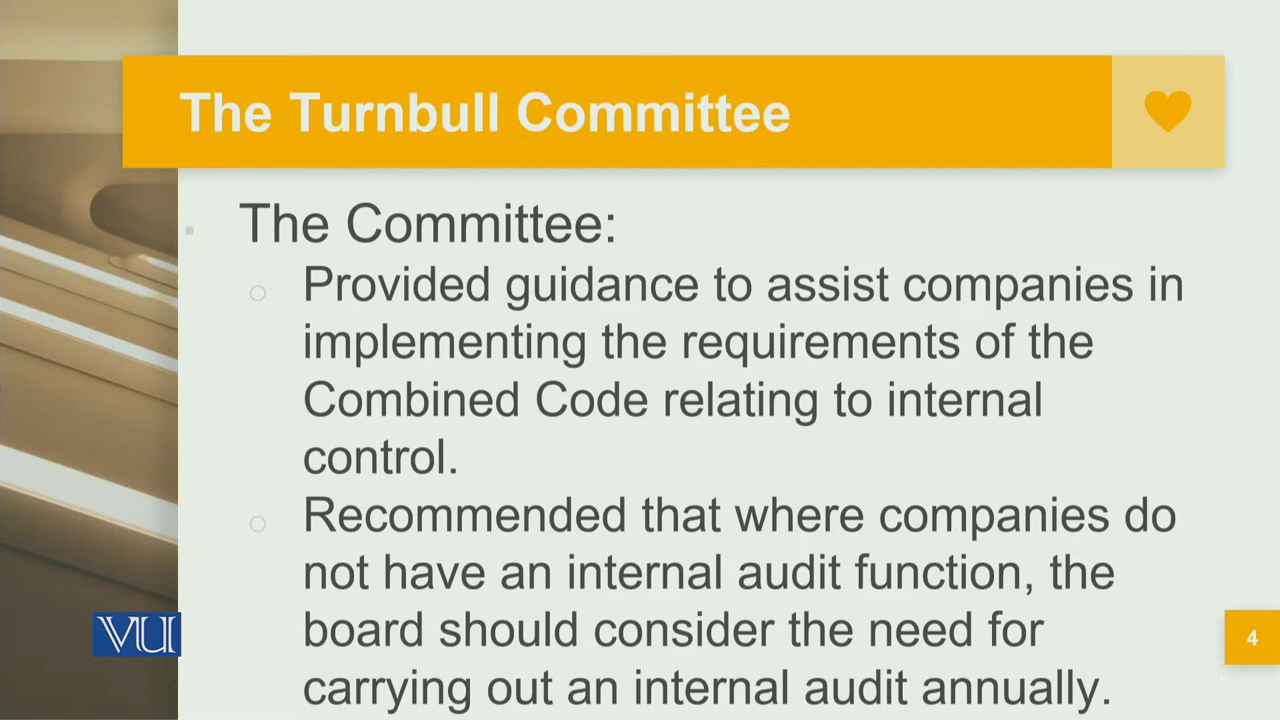 The Turnbull Committee
The Committee:
Provided guidance to assist companies in
implementing the requirements of the
Combined Code relating to internal
control.
Recommended that where companies do
not have an internal audit function, the
board should consider the need for
carrying out an internal audit annually.
VU
4